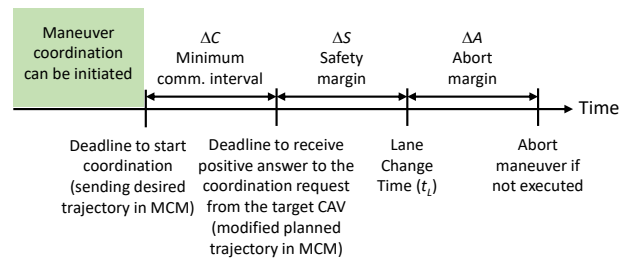 Maneuver
coordination
can be initiated
ΔC
Minimum
comm. interval
ΔS
Safety
margin
ΔA
Abort
margin
Time
Deadline to start
coordination
(sending desired
trajectory in MCM)
Deadline to receive
positive answer to the
coordination request
from the target CAV
(modified planned
trajectory in MCM)
Lane
Change
Time (tL)
Abort
maneuver if
not executed